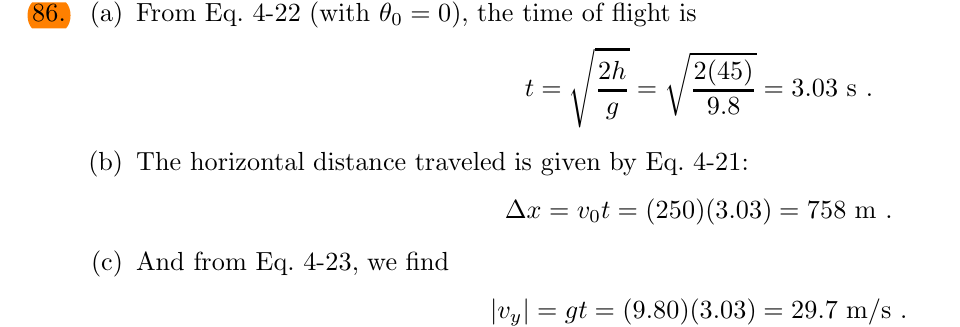 86. (a) From Eq. 4-22 (with θ₀ = 0), the time of flight is
t = √(2h/g) = √(2(45)/9.8) = 3.03 s .
(b) The horizontal distance traveled is given by Eq. 4-21:
Δx = v₀t = (250)(3.03) = 758 m .
(c) And from Eq. 4-23, we find
|v_y| = gt = (9.80)(3.03) = 29.7 m/s .